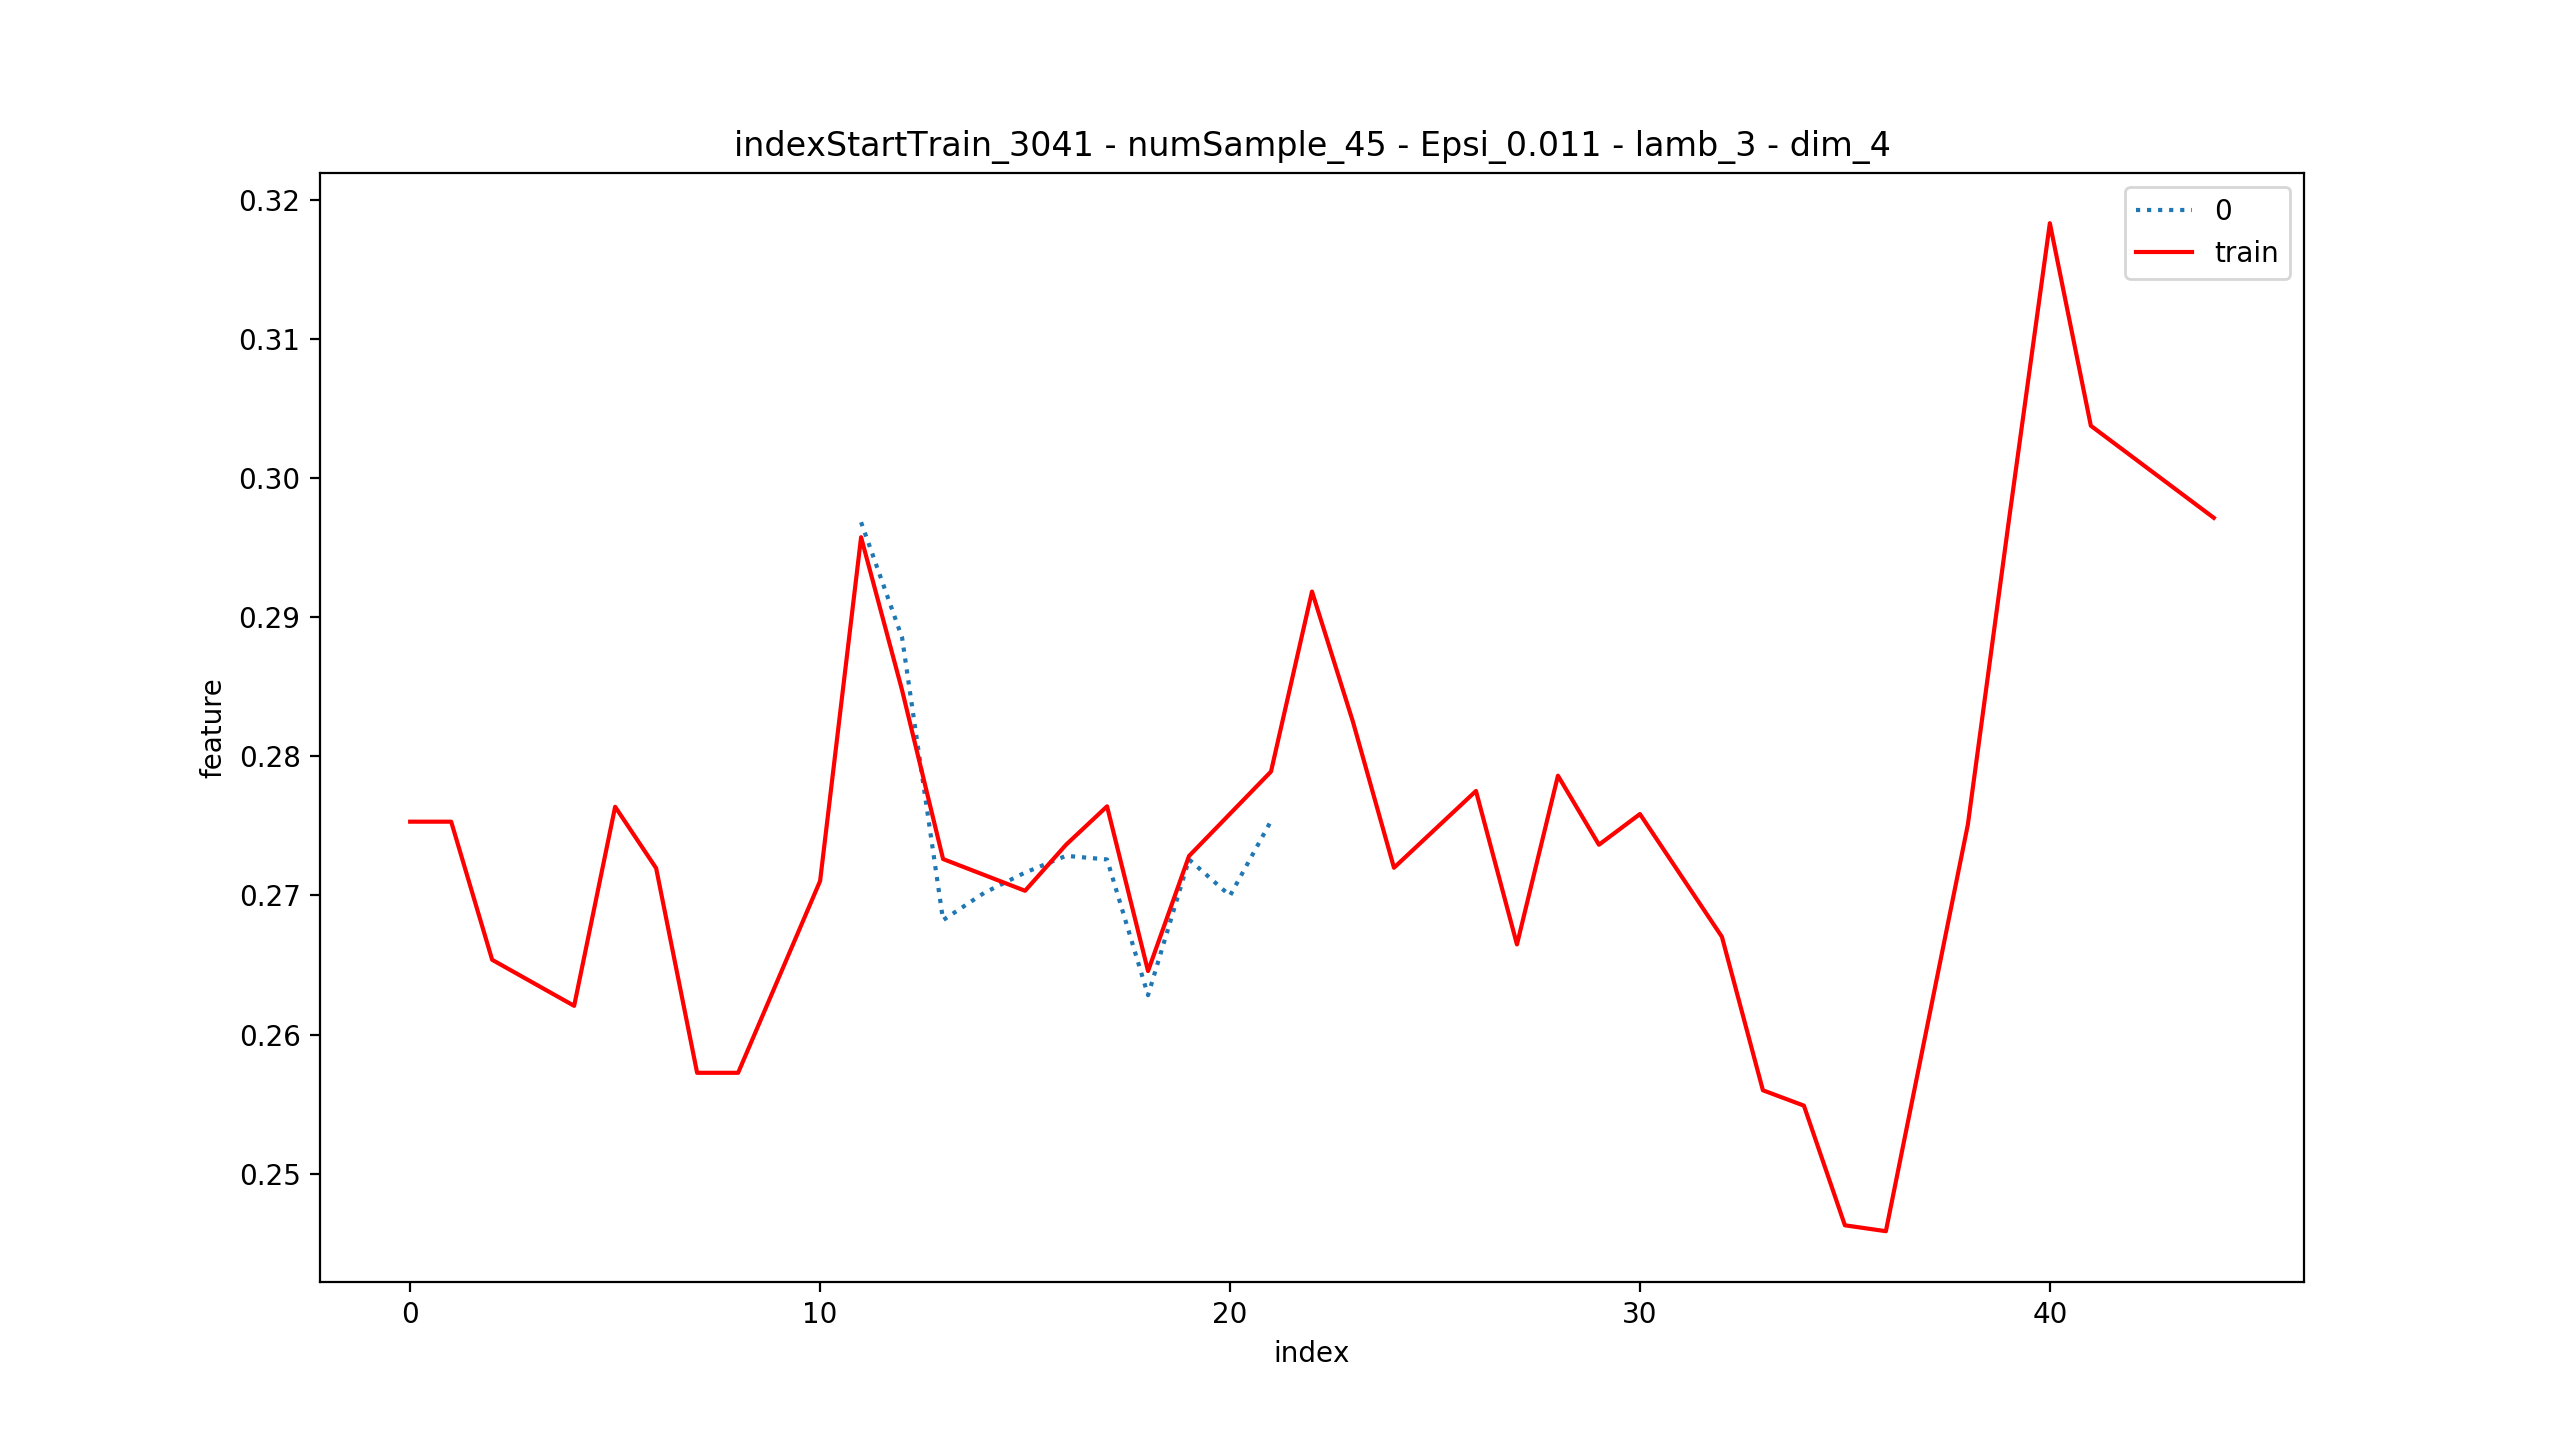 indexStartTrain_3041 - numSample_45 - Epsi_0.011 - lamb_3 - dim_4
0
train
0.32
0.31
0.30
0.29
0.28
0.27
0.26
0.25
feature
0 10 20 30 40
index